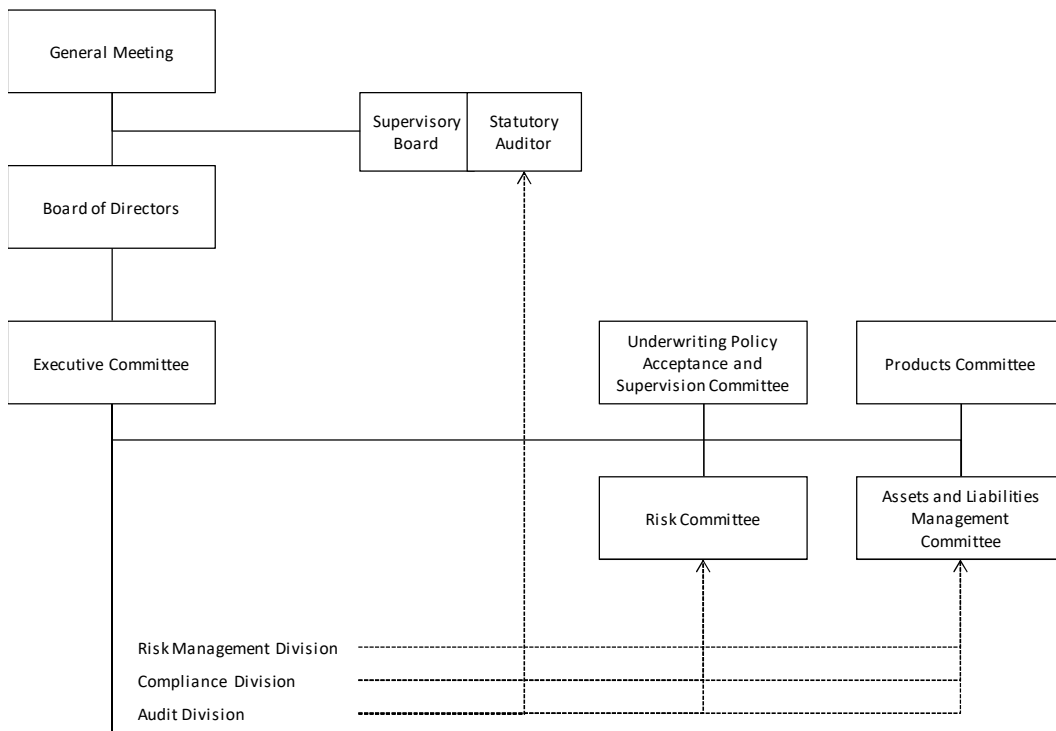 General Meeting
Supervisory
Board
Statutory
Auditor
Board of Directors
Executive Committee
Underwriting Policy
Acceptance and
Supervision Committee
Products Committee
Risk Committee
Assets and Liabilities
Management
Committee
Risk Management Division
Compliance Division
Audit Division